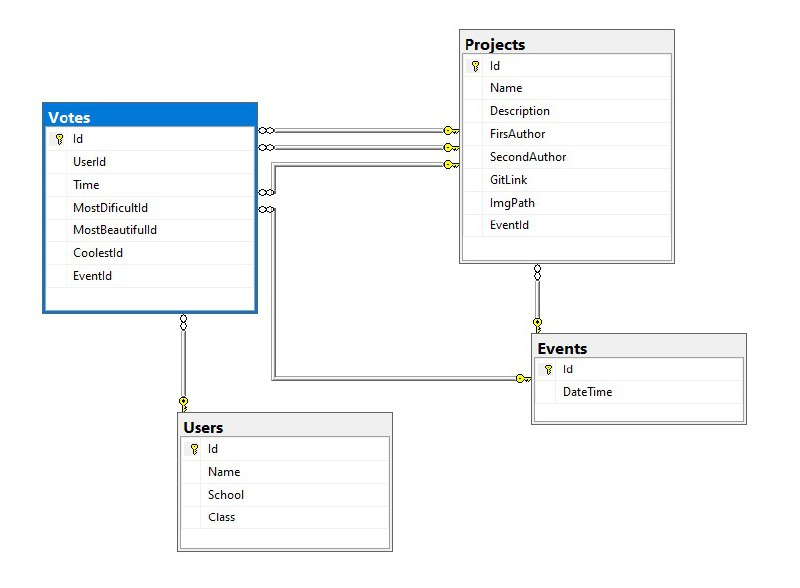 Votes
Id
UserId
Time
MostDificultId
MostBeautifulId
CoolestId
EventId
Projects
Id
Name
Description
FirsAuthor
SecondAuthor
GitLink
ImgPath
EventId
Events
Id
DateTime
Users
Id
Name
School
Class